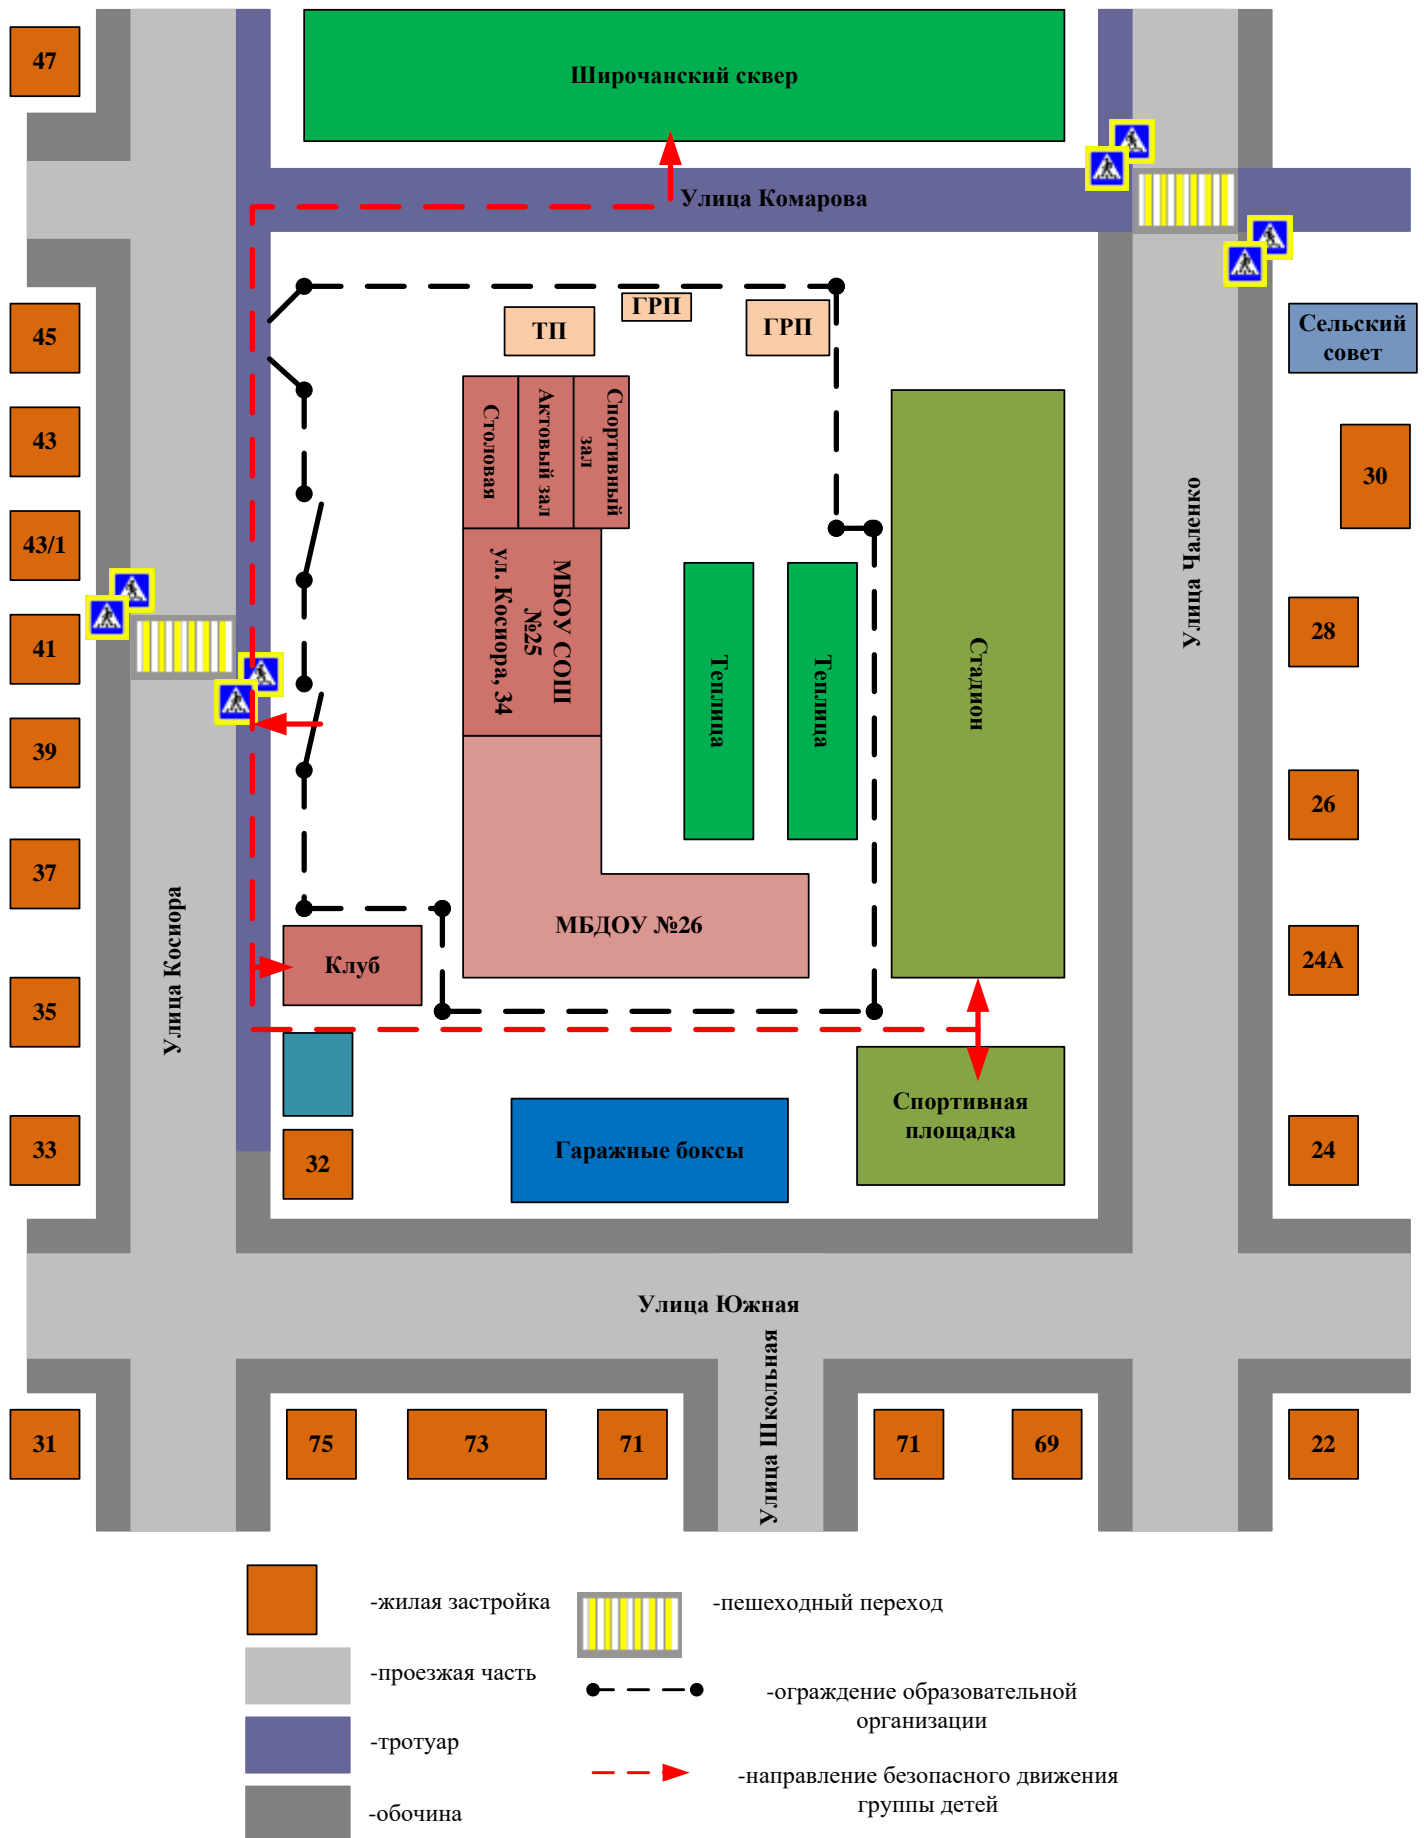 47
Широчанский сквер
Улица Комарова
45
43
43/1
41
39
37
35
33
31
Улица Косиора
ТП
ГРП
ГРП
Столовая
Актовый зал
Спортивный
зал
МБОУ СОШ
№25
ул. Косиора, 34
Теплица
Теплица
Стадион
МБДОУ №26
Клуб
32
Гаражные боксы
Спортивная
площадка
Улица Чаленко
Сельский
совет
30
28
26
24А
24
22
Улица Южная
Улица Школьная
75
73
71
71
69
-жилая застройка
-проезжая часть
-тротуар
-обочина
-пешеходный переход
-ограждение образовательной
организации
-направление безопасного движения
группы детей